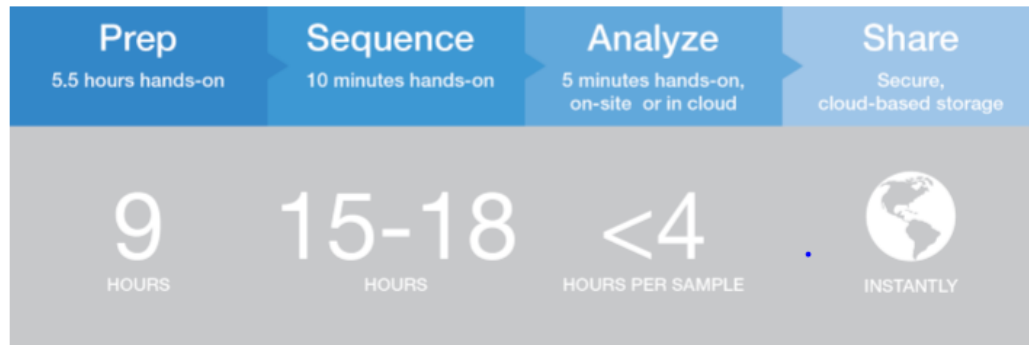 Prep
5.5 hours hands-on
Sequence
10 minutes hands-on
Analyze
5 minutes hands-on,
on-site or in cloud
Share
Secure,
cloud-based storage
9
HOURS
15-18
HOURS
<4
HOURS PER SAMPLE
INSTANTLY